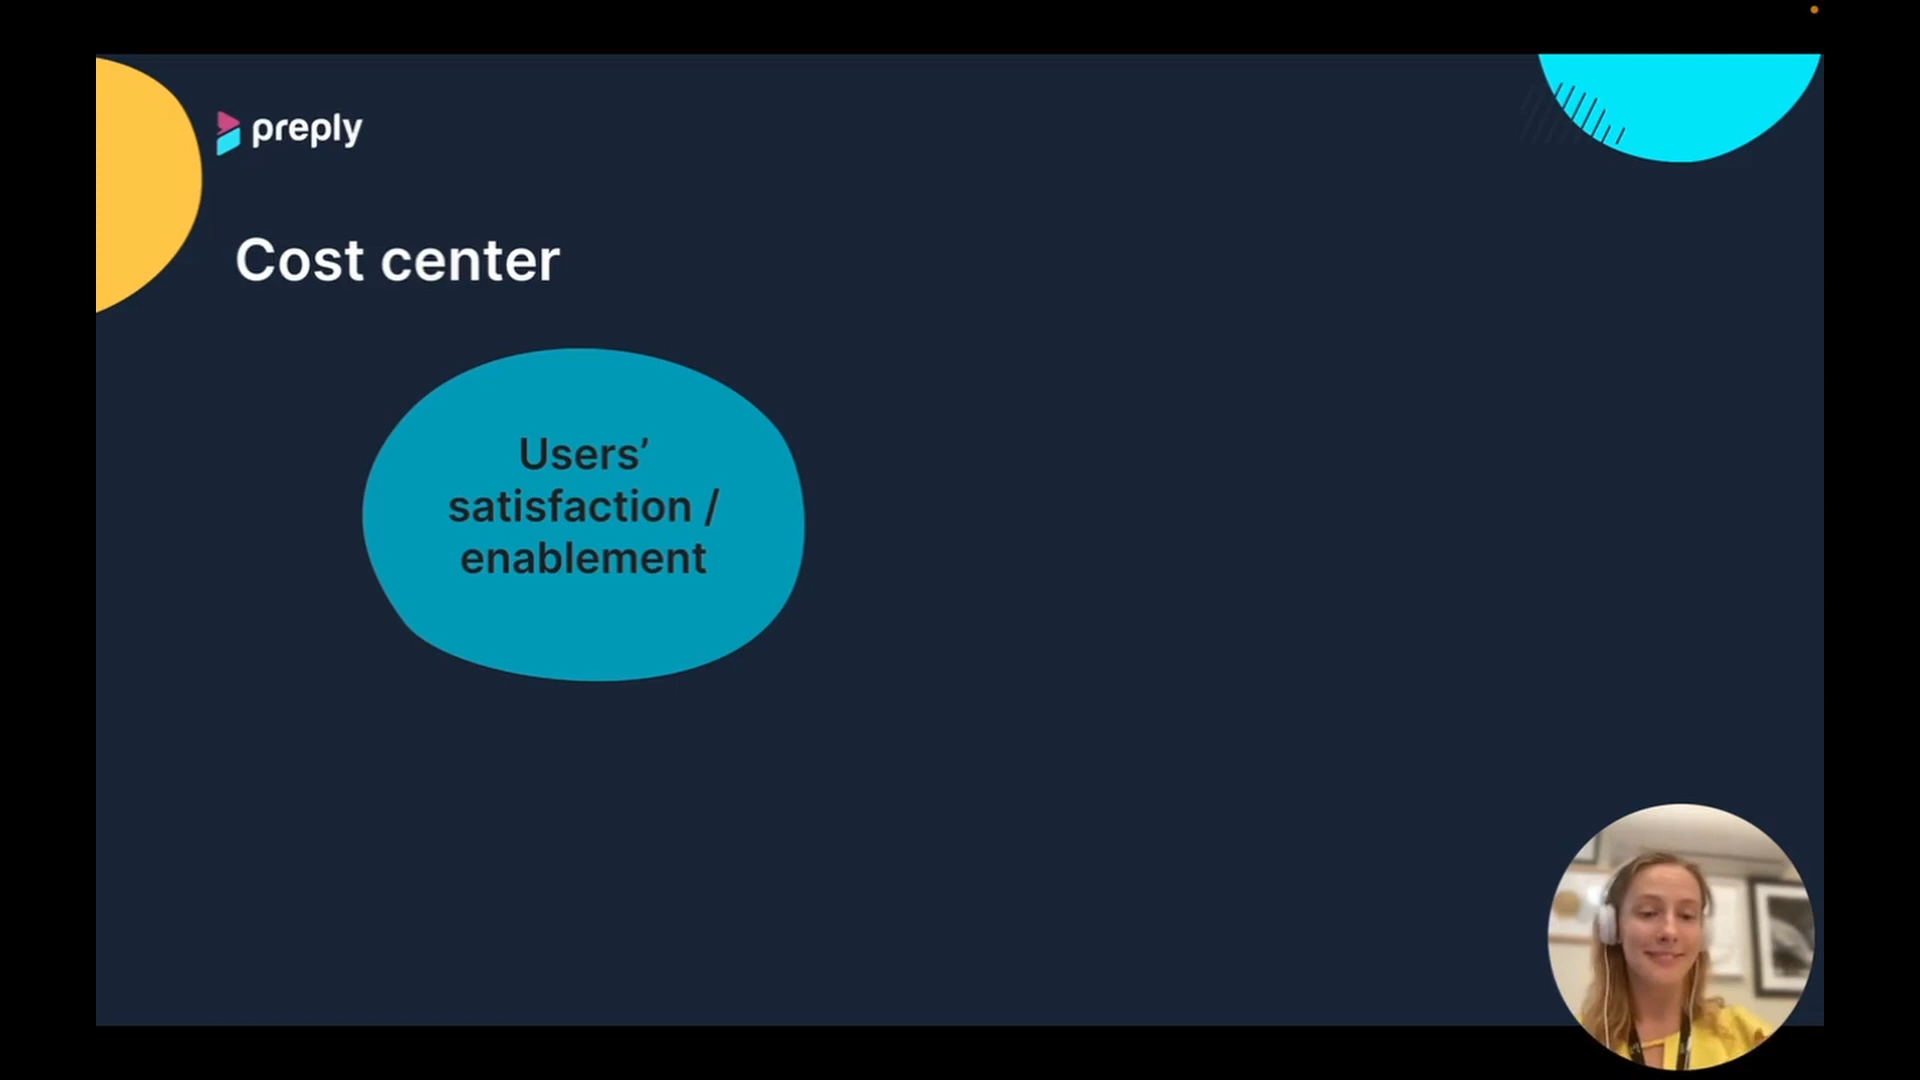 preply
Cost center
Users’
satisfaction /
enablement